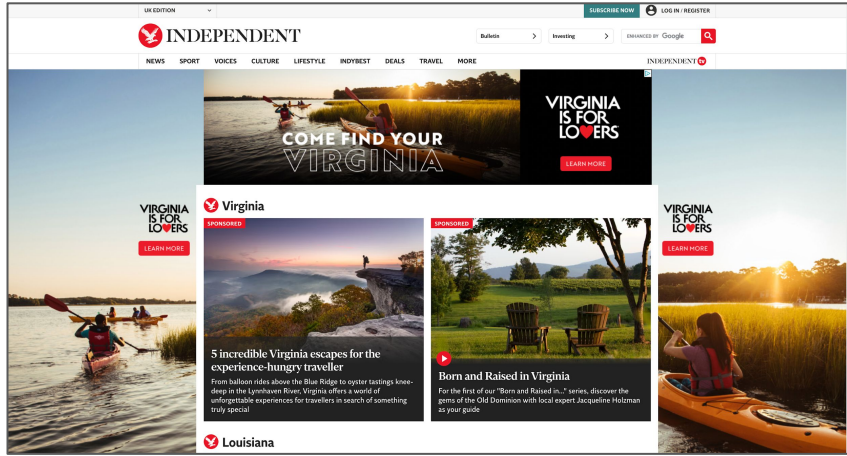 UK EDITION
SUBSCRIBE NOW
LOG IN / REGISTER
INDEPENDENT
Bulletin
Investing
ENHANCED BY Google
NEWS SPORT VOICES CULTURE LIFESTYLE INDYBEST DEALS TRAVEL MORE
INDEPENDENT tv
COME FIND YOUR
VIRGINIA
VIRGINIA
IS FOR
LOVERS
LEARN MORE
VIRGINIA
IS FOR
LOVERS
LEARN MORE
VIRGINIA
IS FOR
LOVERS
LEARN MORE
Virginia
SPONSORED
5 incredible Virginia escapes for the
experience-hungry traveller
From balloon rides above the Blue Ridge to oyster tastings knee-
deep in the Lynnhaven River, Virginia offers a world of
unforgettable experiences for travellers in search of something
truly special
SPONSORED
Born and Raised in Virginia
For the first of our "Born and Raised in..." series, discover the
gems of the Old Dominion with local expert Jacqueline Holzman
as your guide
Louisiana